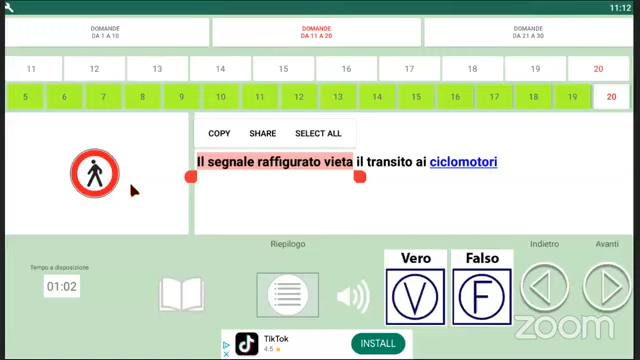 11:12
DOMANDE
DA 1 A 10
DOMANDE
DA 11 A 20
DOMANDE
DA 21 A 30
11 12 13 14 15 16 17 18 19 20
5 6 7 8 9 10 11 12 13 14 15 16 17 18 19 20
COPY SHARE SELECT ALL
Il segnale raffigurato vieta il transito ai ciclomotori
Riepilogo
Indietro Avanti
Vero Falso
Tempo a disposizione
01:02
V F
zoom
TikTok
4.5
INSTALL